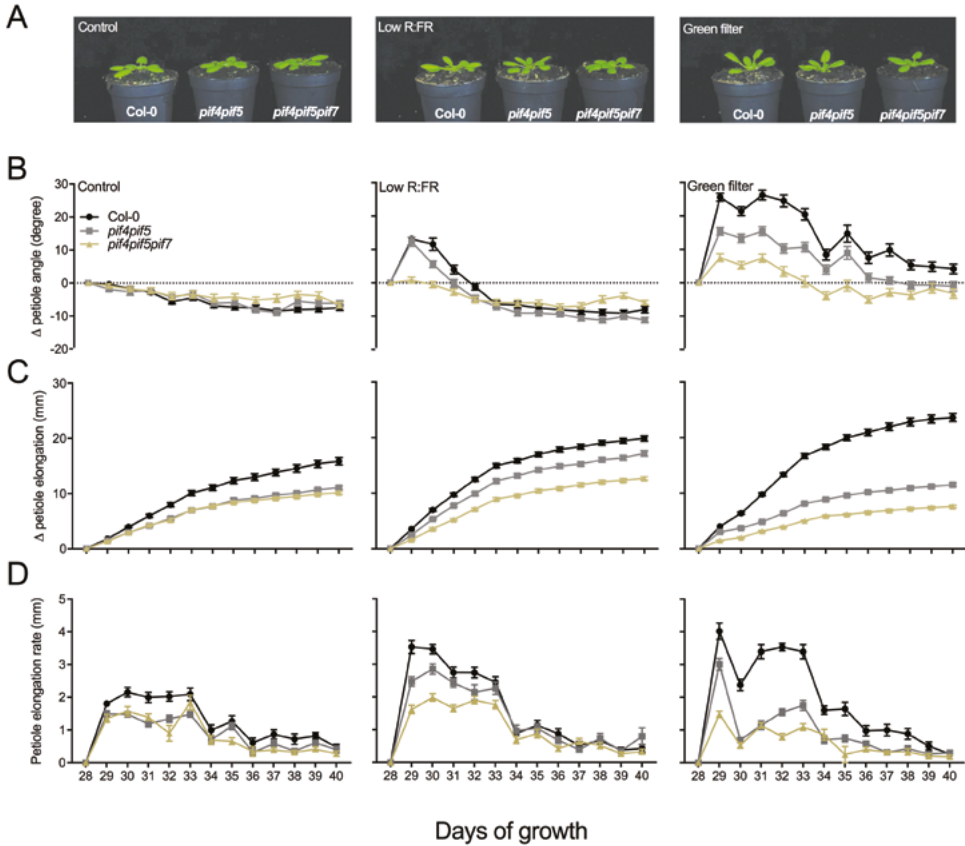 A
Control
Low R:FR
Green filter
Col-0 pif4pif5 pif4pif5pif7
Col-0 pif4pif5 pif4pif5pif7
Col-0 pif4pif5 pif4pif5pif7
B
Control
Low R:FR
Green filter
Col-0
pif4pif5
pif4pif5pif7
Δ petiole angle (degree)
30
20
10
0
-10
-20
C
Δ petiole elongation (mm)
30
20
10
0
D
Petiole elongation rate (mm)
5
4
3
2
1
0
28 29 30 31 32 33 34 35 36 37 38 39 40
28 29 30 31 32 33 34 35 36 37 38 39 40
28 29 30 31 32 33 34 35 36 37 38 39 40
Days of growth